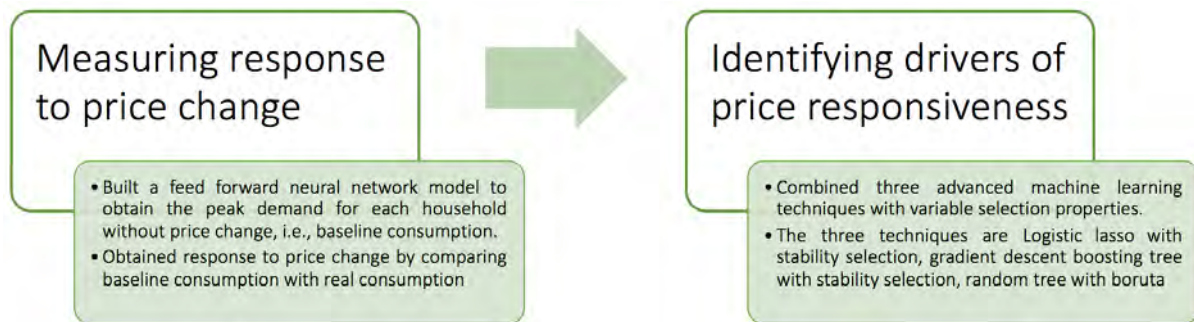 Measuring response
to price change
• Built a feed forward neural network model to
obtain the peak demand for each household
without price change, i.e., baseline consumption.
• Obtained response to price change by comparing
baseline consumption with real consumption
Identifying drivers of
price responsiveness
• Combined three advanced machine learning
techniques with variable selection properties.
• The three techniques are Logistic lasso with
stability selection, gradient descent boosting tree
with stability selection, random tree with boruta